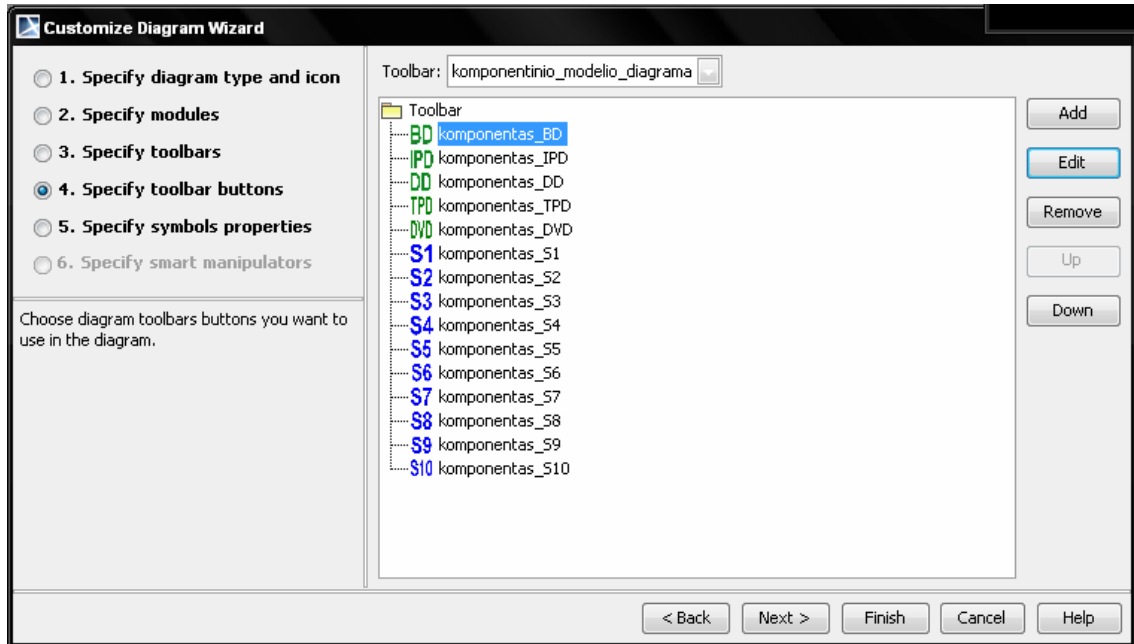 Customize Diagram Wizard
1. Specify diagram type and icon
2. Specify modules
3. Specify toolbars
4. Specify toolbar buttons
5. Specify symbols properties
6. Specify smart manipulators
Choose diagram toolbars buttons you want to
use in the diagram.
Toolbar: komponentinio_modelio_diagrama
Toolbar
BD komponentas_BD
IPD komponentas_IPD
DD komponentas_DD
TPD komponentas_TPD
DVD komponentas_DVD
S1 komponentas_S1
S2 komponentas_S2
S3 komponentas_S3
S4 komponentas_S4
S5 komponentas_S5
S6 komponentas_S6
S7 komponentas_S7
S8 komponentas_S8
S9 komponentas_S9
S10 komponentas_S10
Add
Edit
Remove
Up
Down
< Back Next > Finish Cancel Help